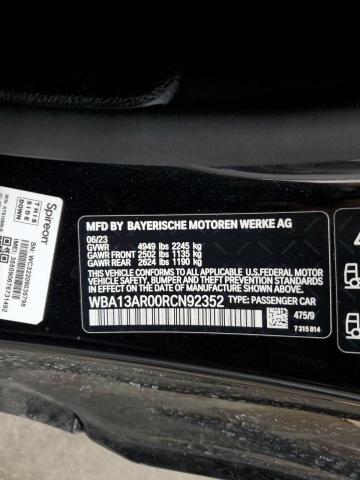 MFD BY BAYERISCHE MOTOREN WERKE AG
06/23
GVWR 4949 lbs 2245 kg
GAWR FRONT 2502 lbs 1135 kg
GAWR REAR 2624 lbs 1190 kg
THIS VEHICLE CONFORMS TO ALL APPLICABLE
U.S. FEDERAL MOTOR VEHICLE SAFETY, BUMPER,
AND THEFT PREVENTION STANDARDS IN EFFECT
ON THE DATE OF MANUFACTURE SHOWN ABOVE.
WBA13AR00RCN92352 TYPE: PASSENGER CAR
475/9
7 315 814
Spireon
THIS
SIDE
DOWN